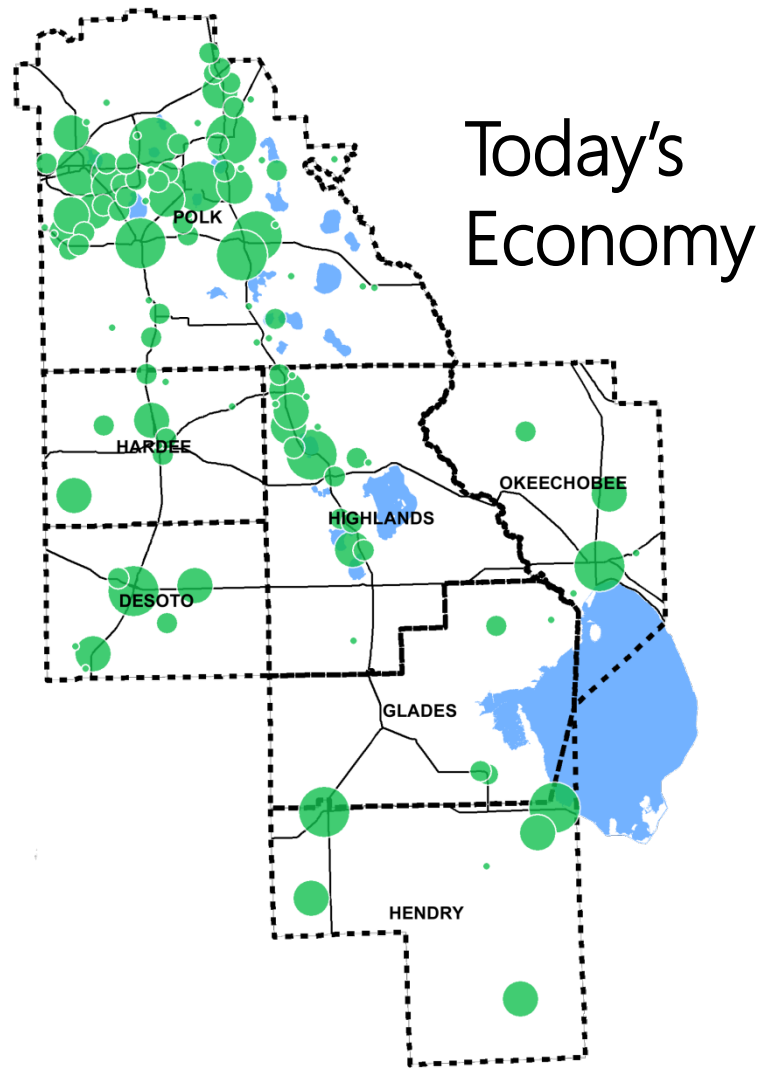 Today’s
Economy
POLK
HARDEE
OKEECHOBEE
HIGHLANDS
DESOTO
GLADES
HENDRY